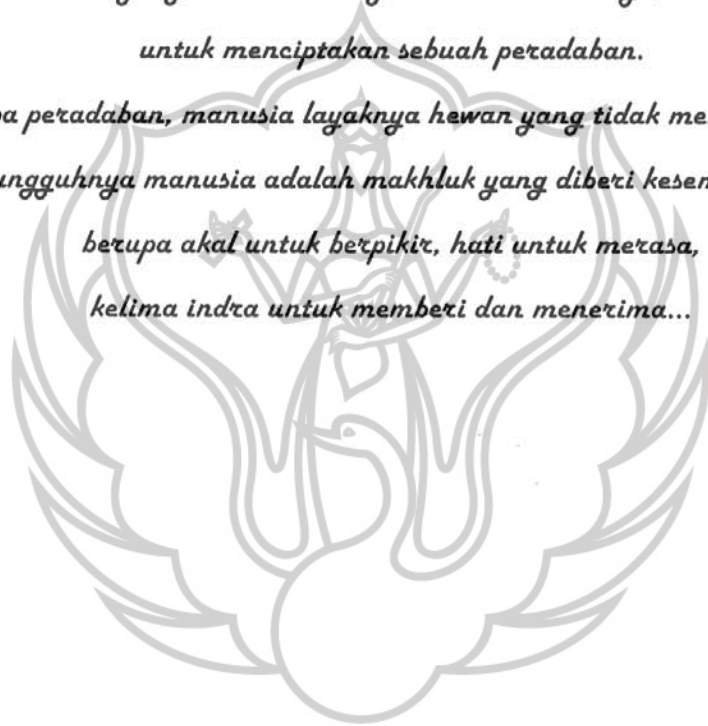 untuk menciptakan sebuah peradaban.
peradaban, manusia layaknya hewan yang tidak
manusia adalah makhluk yang diberi
berupa akal untuk berpikir, hati untuk merasa,
kelima indra untuk memberi dan menerima...